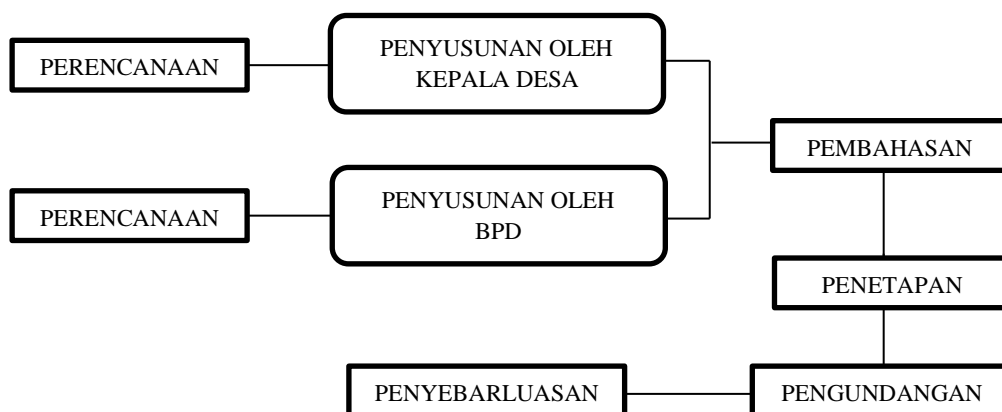 PERENCANAAN
PENYUSUNAN OLEH
KEPALA DESA
PERENCANAAN
PENYUSUNAN OLEH
BPD
PEMBAHASAN
PENETAPAN
PENGUNDANGAN
PENYEBARLUASAN